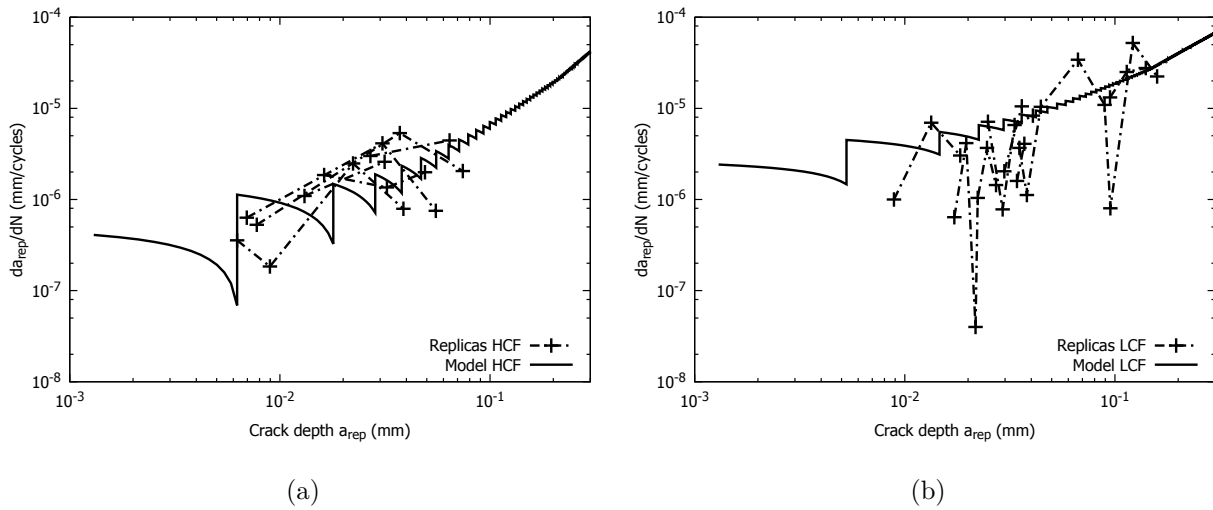 10⁻⁴
10⁻⁵
10⁻⁶
10⁻⁷
10⁻⁸
da_rep/dN (mm/cycles)
10⁻³
10⁻²
10⁻¹
Crack depth a_rep (mm)
Replicas HCF
Model HCF
(a)
10⁻⁴
10⁻⁵
10⁻⁶
10⁻⁷
10⁻⁸
da_rep/dN (mm/cycles)
10⁻³
10⁻²
10⁻¹
Crack depth a_rep (mm)
Replicas LCF
Model LCF
(b)